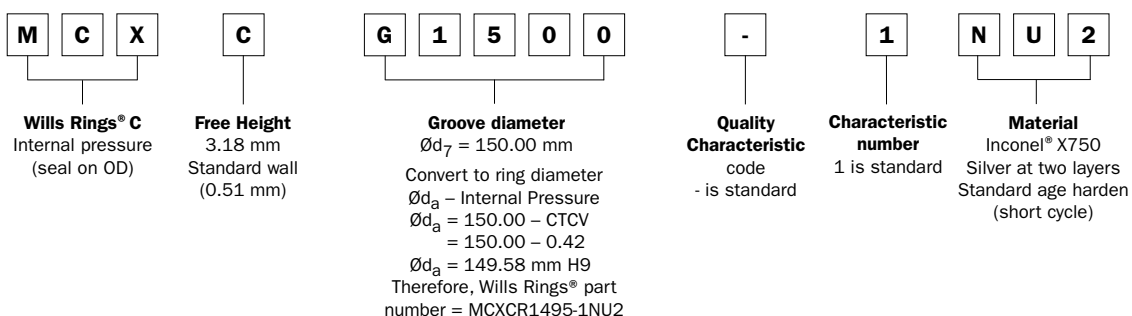 M C X C G 1 5 0 0 - 1 N U 2
Wills Rings® C
Internal pressure
(seal on OD)
Free Height
3.18 mm
Standard wall
(0.51 mm)
Groove diameter
Ød7 = 150.00 mm
Convert to ring diameter
Øda – Internal Pressure
Øda = 150.00 – CTCV
= 150.00 – 0.42
Øda = 149.58 mm H9
Therefore, Wills Rings® part
number = MCXCR1495-1NU2
Quality
Characteristic
code
- is standard
Characteristic
number
1 is standard
Material
Inconel® X750
Silver at two layers
Standard age harden
(short cycle)